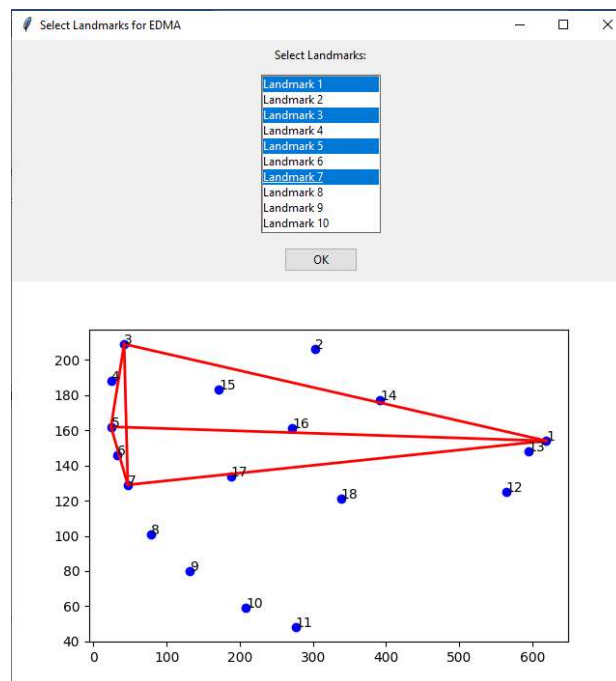 Select Landmarks for EDMA
Select Landmarks:
Landmark 1
Landmark 2
Landmark 3
Landmark 4
Landmark 5
Landmark 6
Landmark 7
Landmark 8
Landmark 9
Landmark 10
OK
3
2
200
4
15
14
180
5
16
1
160
6
13
140
7
17
12
18
120
8
100
9
80
10
60
11
40
0 100 200 300 400 500 600